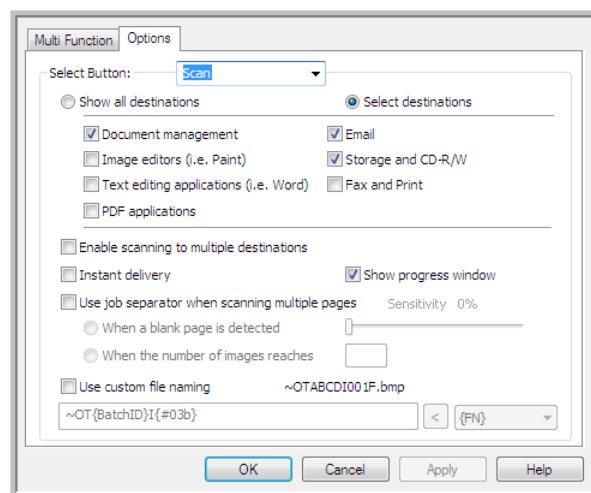 Multi Function Options
Select Button: Scan
Show all destinations Select destinations
Document management Email
Image editors (i.e. Paint) Storage and CD-R/W
Text editing applications (i.e. Word) Fax and Print
PDF applications
Enable scanning to multiple destinations
Instant delivery Show progress window
Use job separator when scanning multiple pages Sensitivity 0%
When a blank page is detected
When the number of images reaches
Use custom file naming ~OTABCDI001F.bmp
~OT{BatchID}I{#03b} < {FN}
OK Cancel Apply Help